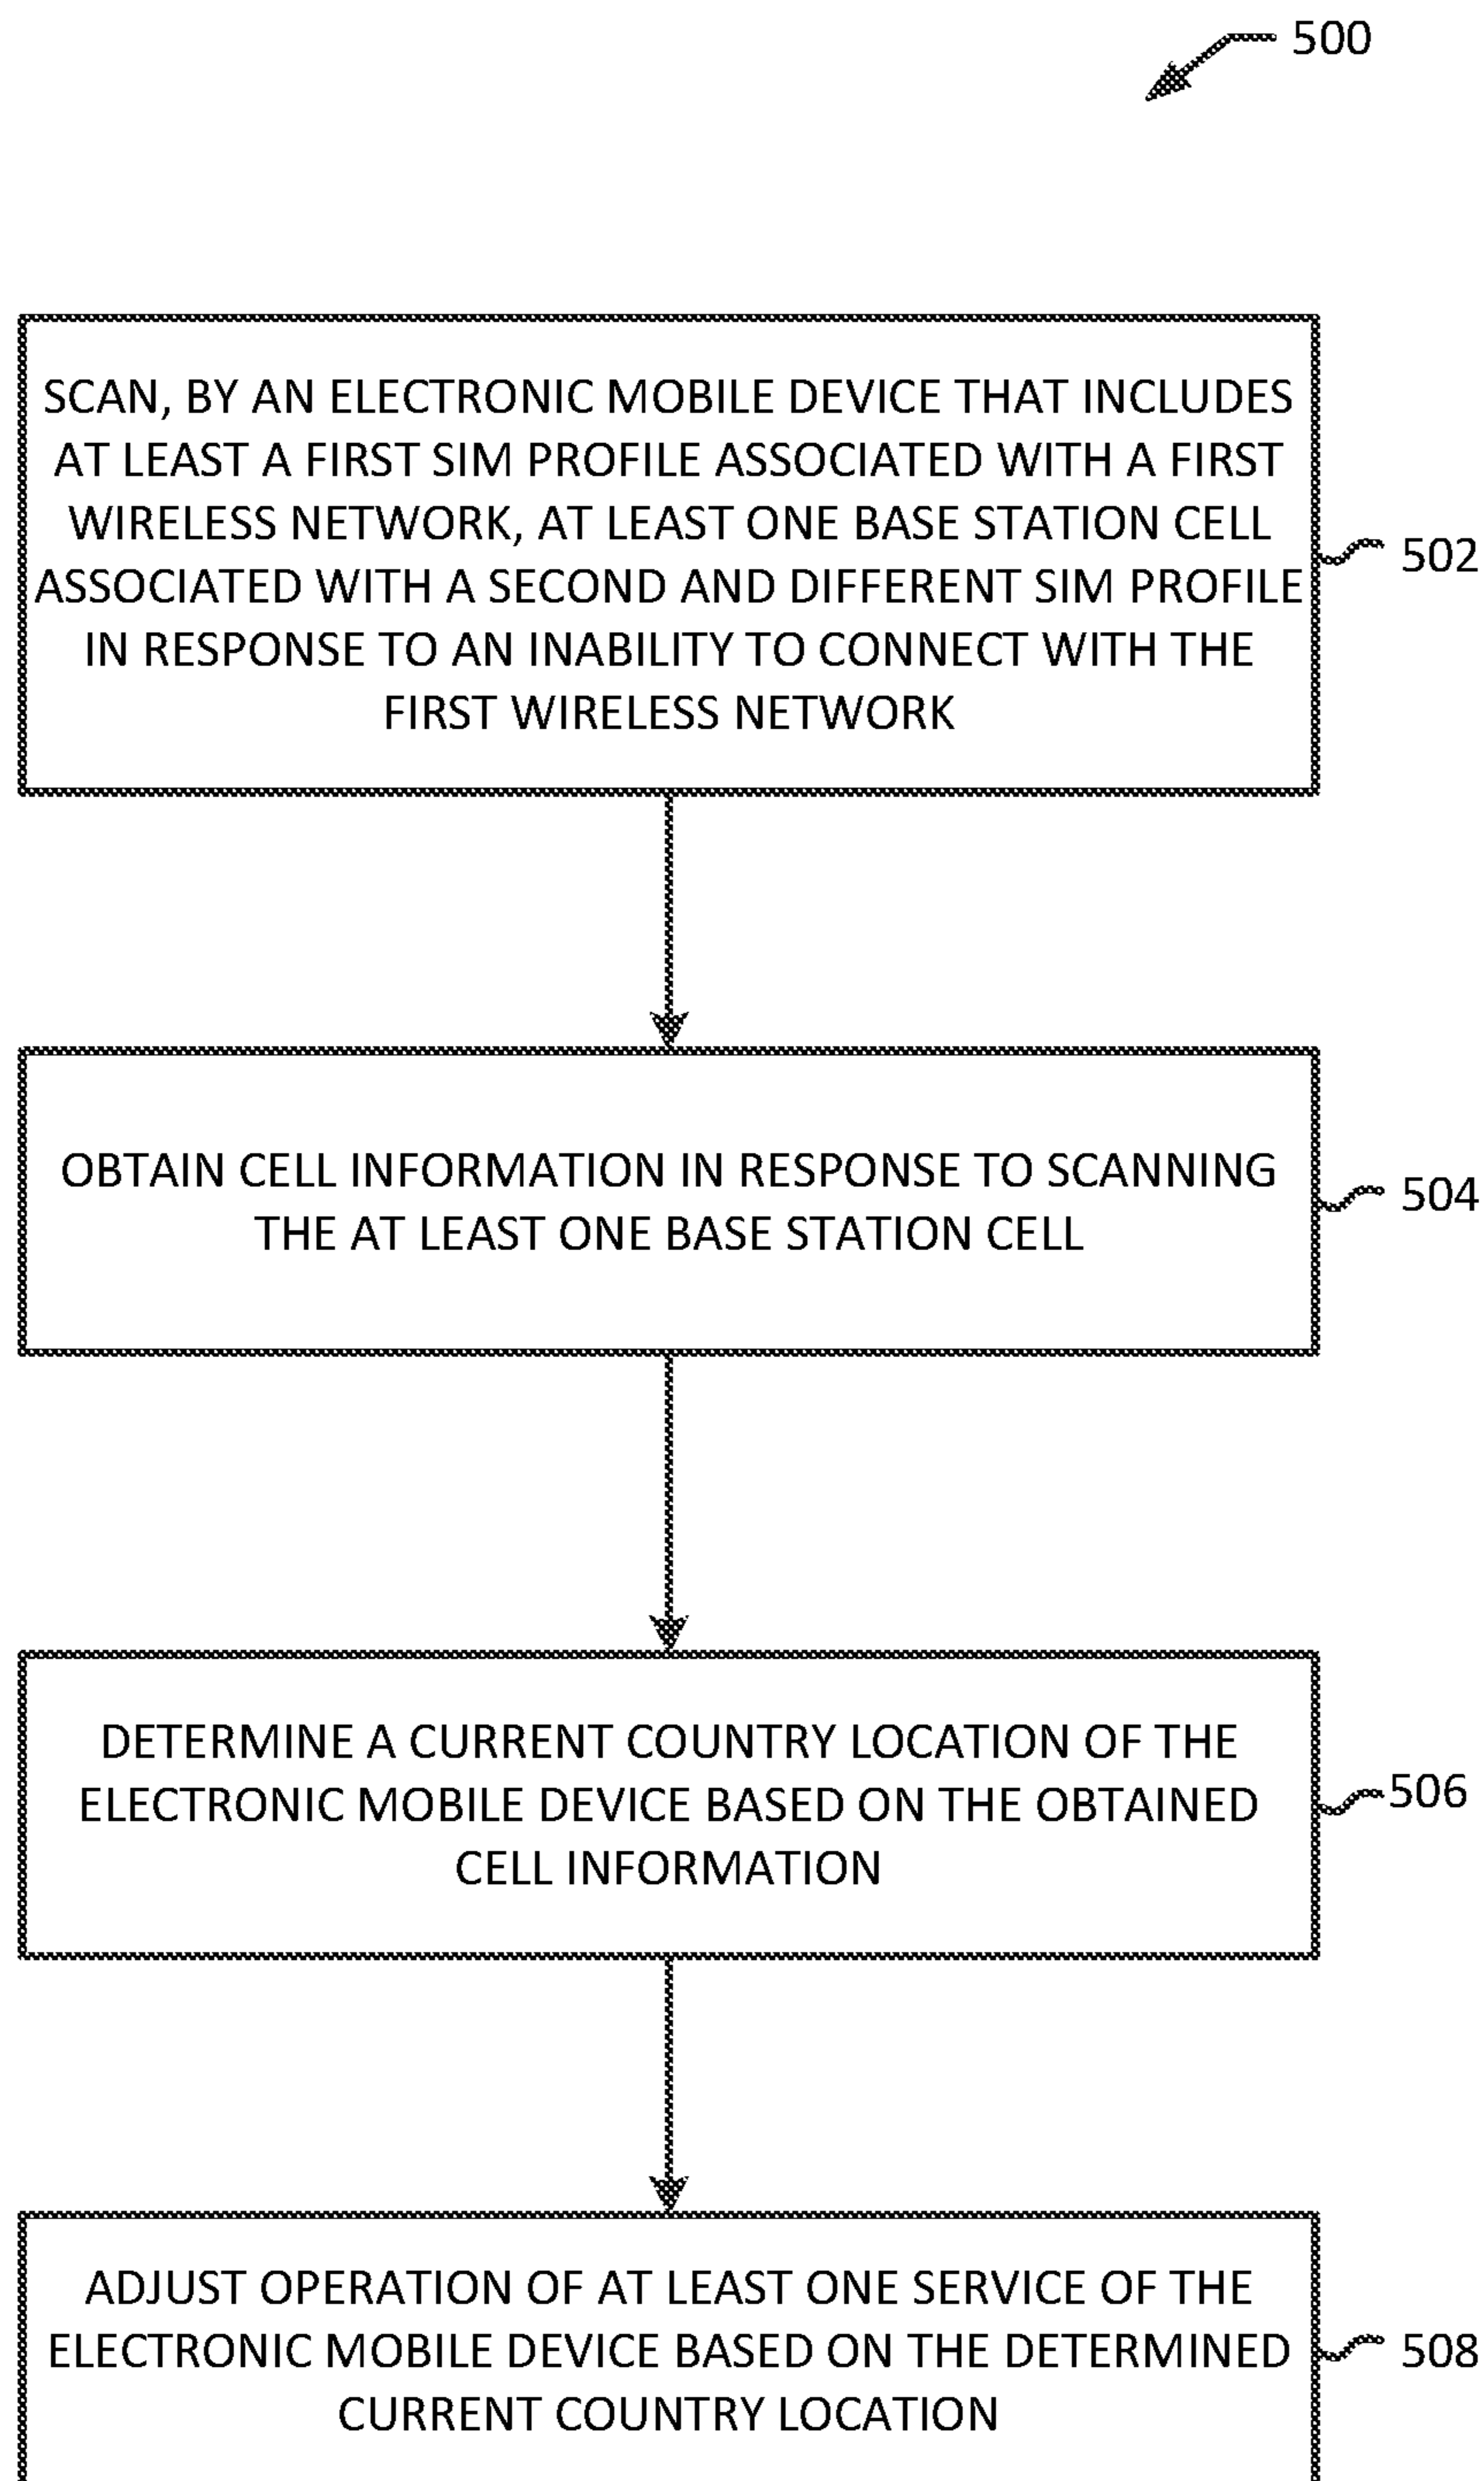 500
SCAN, BY AN ELECTRONIC MOBILE DEVICE THAT INCLUDES
AT LEAST A FIRST SIM PROFILE ASSOCIATED WITH A FIRST
WIRELESS NETWORK, AT LEAST ONE BASE STATION CELL
ASSOCIATED WITH A SECOND AND DIFFERENT SIM PROFILE
IN RESPONSE TO AN INABILITY TO CONNECT WITH THE
FIRST WIRELESS NETWORK
502
OBTAIN CELL INFORMATION IN RESPONSE TO SCANNING
THE AT LEAST ONE BASE STATION CELL
504
DETERMINE A CURRENT COUNTRY LOCATION OF THE
ELECTRONIC MOBILE DEVICE BASED ON THE OBTAINED
CELL INFORMATION
506
ADJUST OPERATION OF AT LEAST ONE SERVICE OF THE
ELECTRONIC MOBILE DEVICE BASED ON THE DETERMINED
CURRENT COUNTRY LOCATION
508